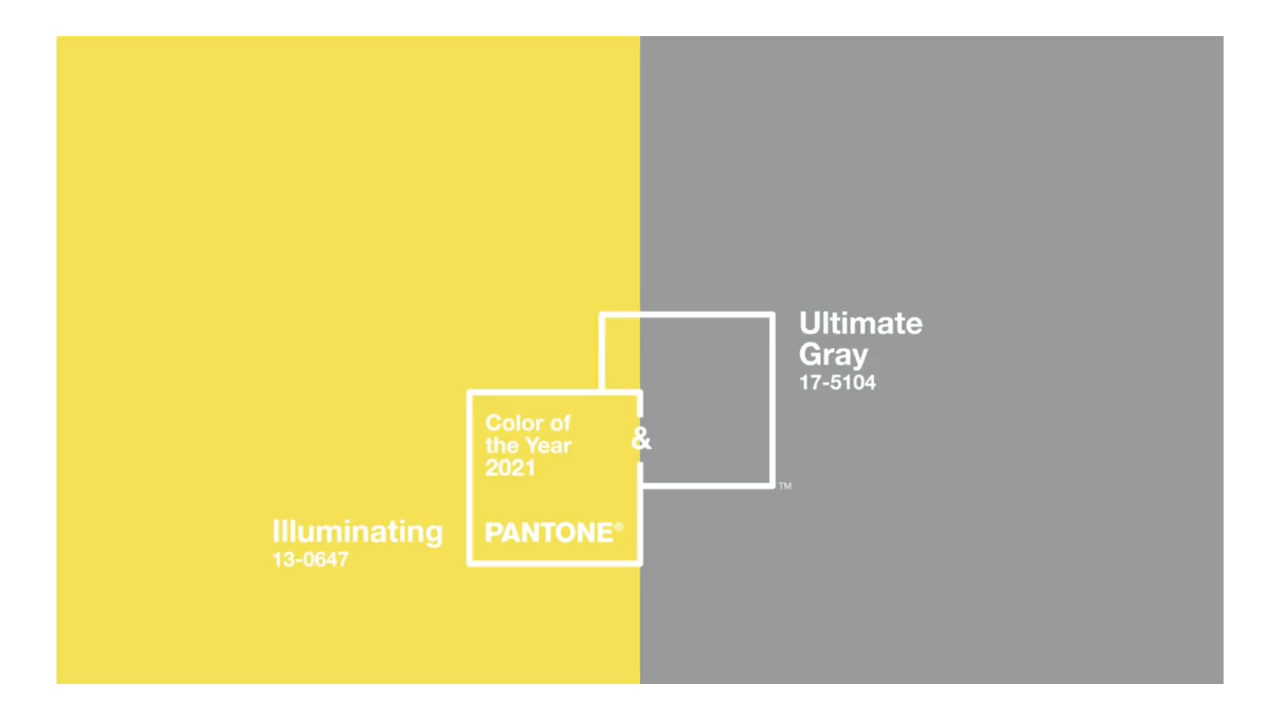 Ultimate
Gray
17-5104
Color of
the Year
2021
&
TM
Illuminating
13-0647
PANTONE®